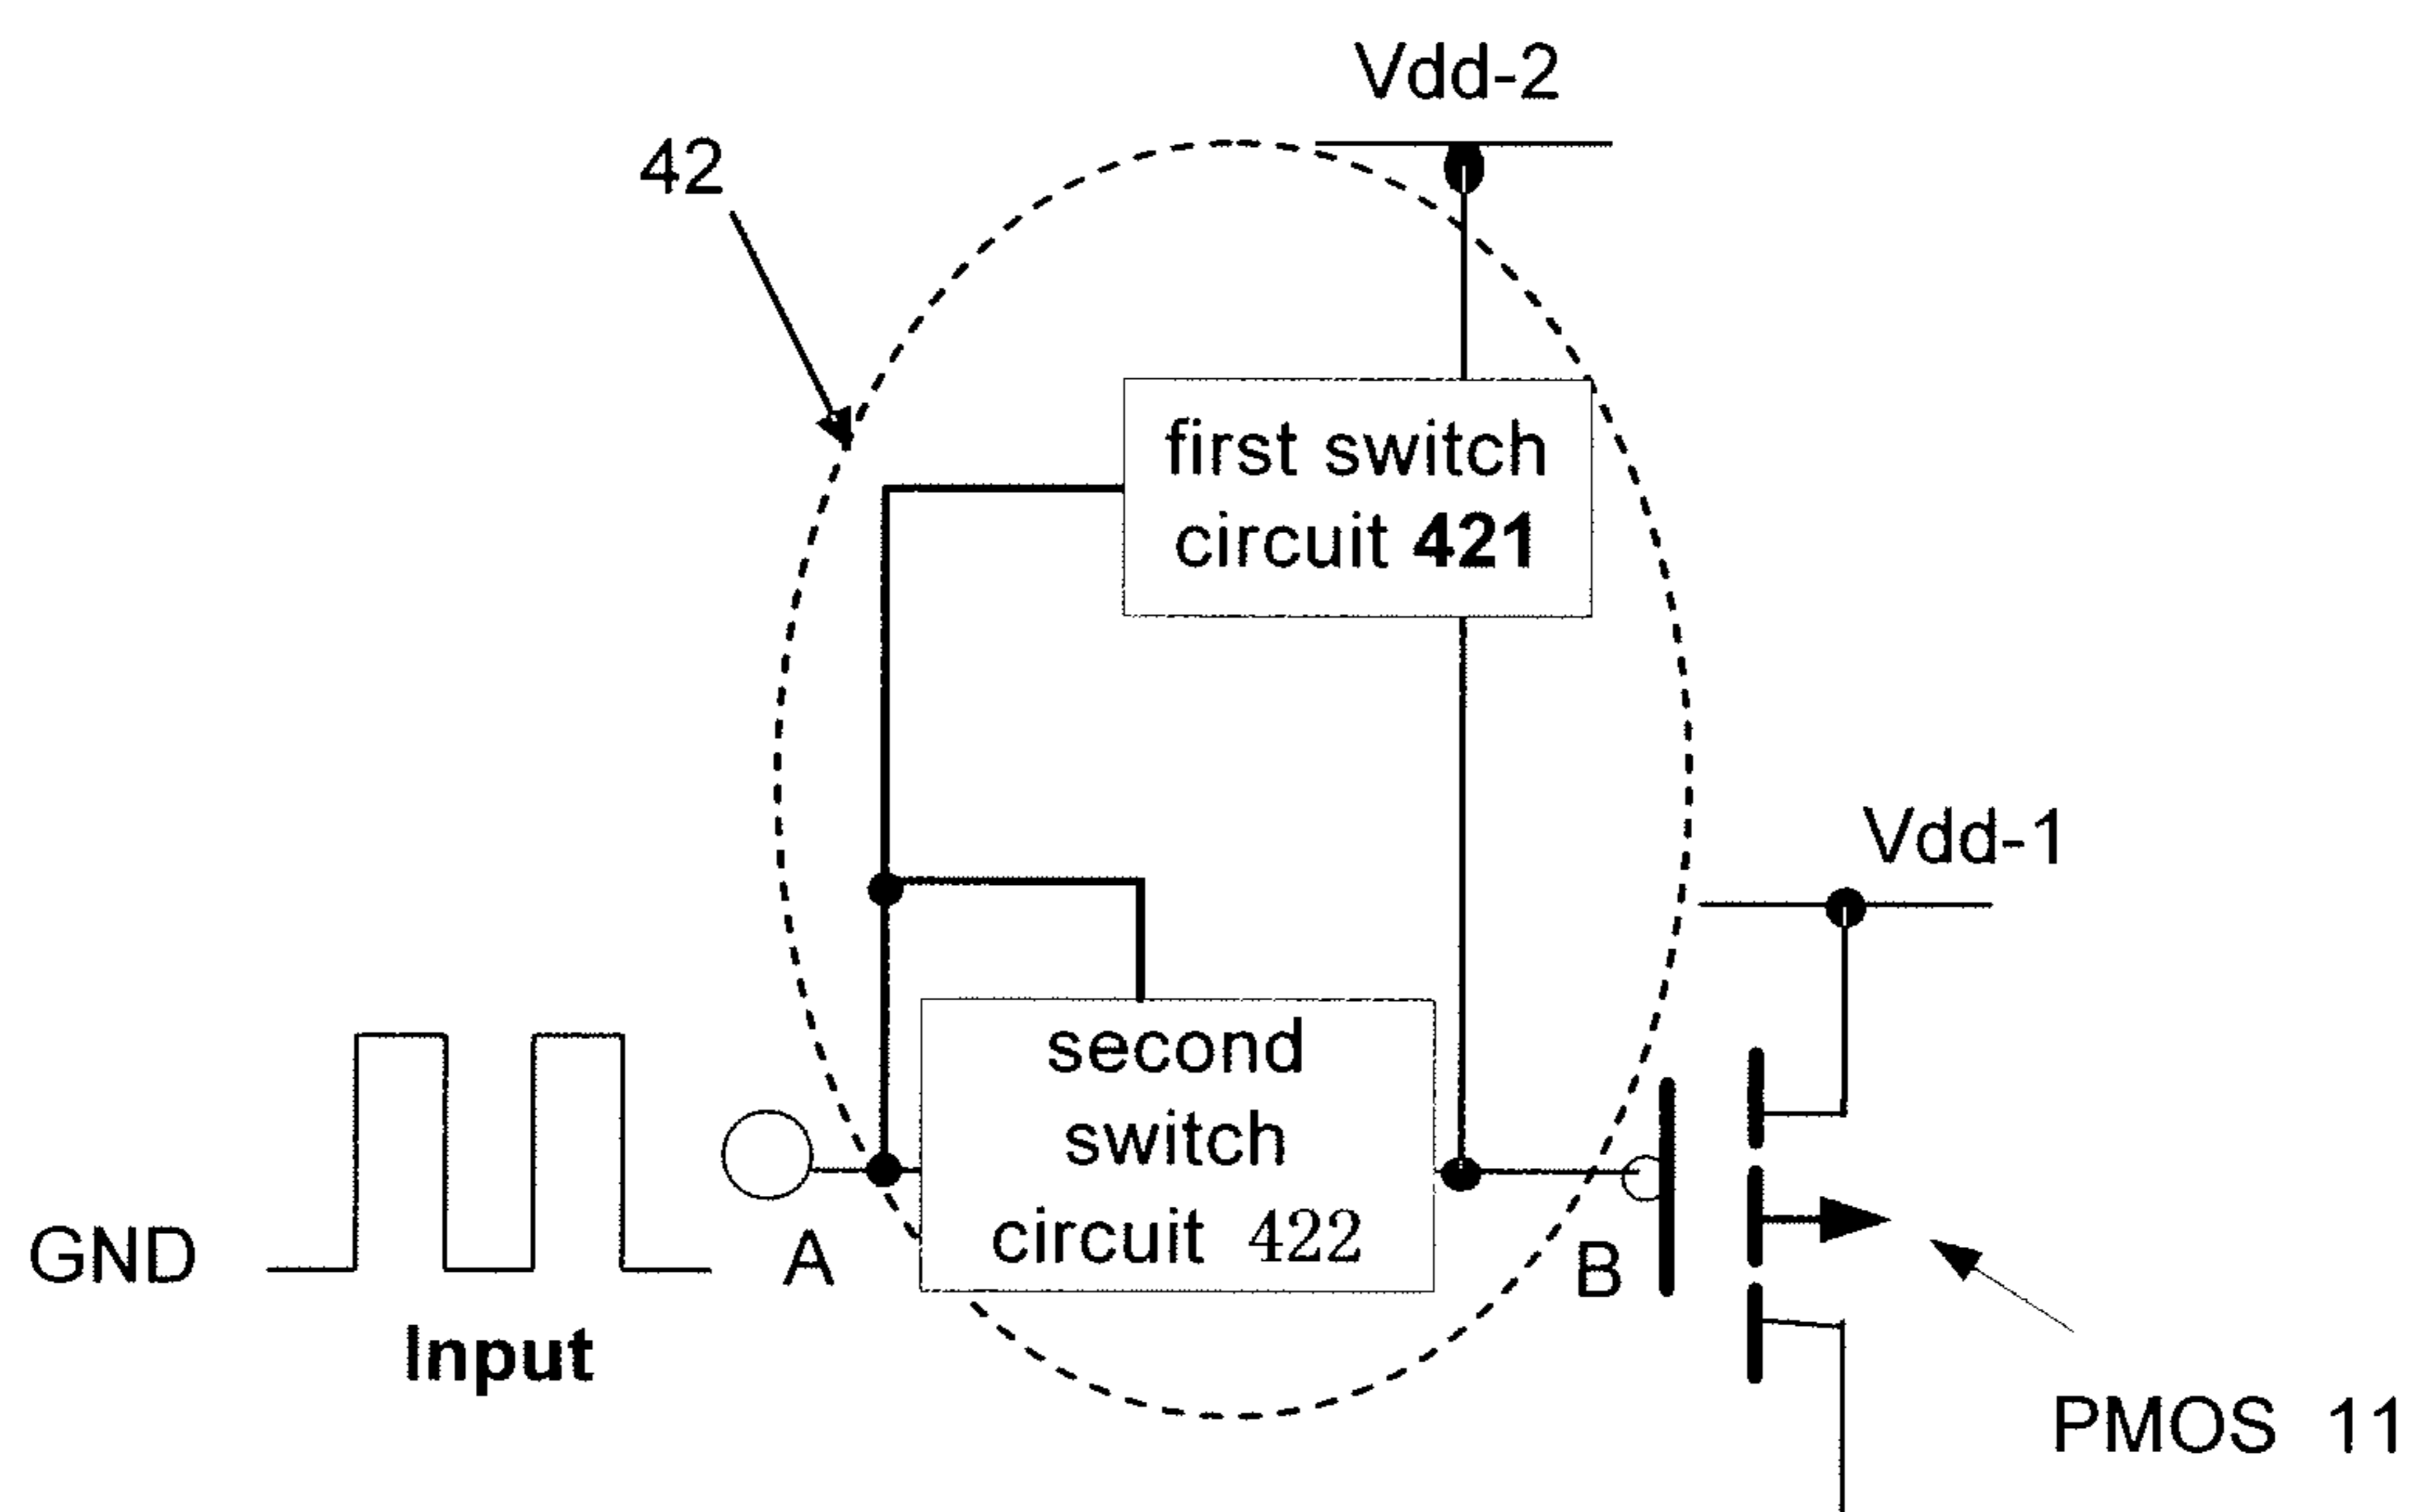 Vdd-2
42
first switch
circuit 421
Vdd-1
second
switch
circuit 422
GND
A
B
Input
PMOS 11